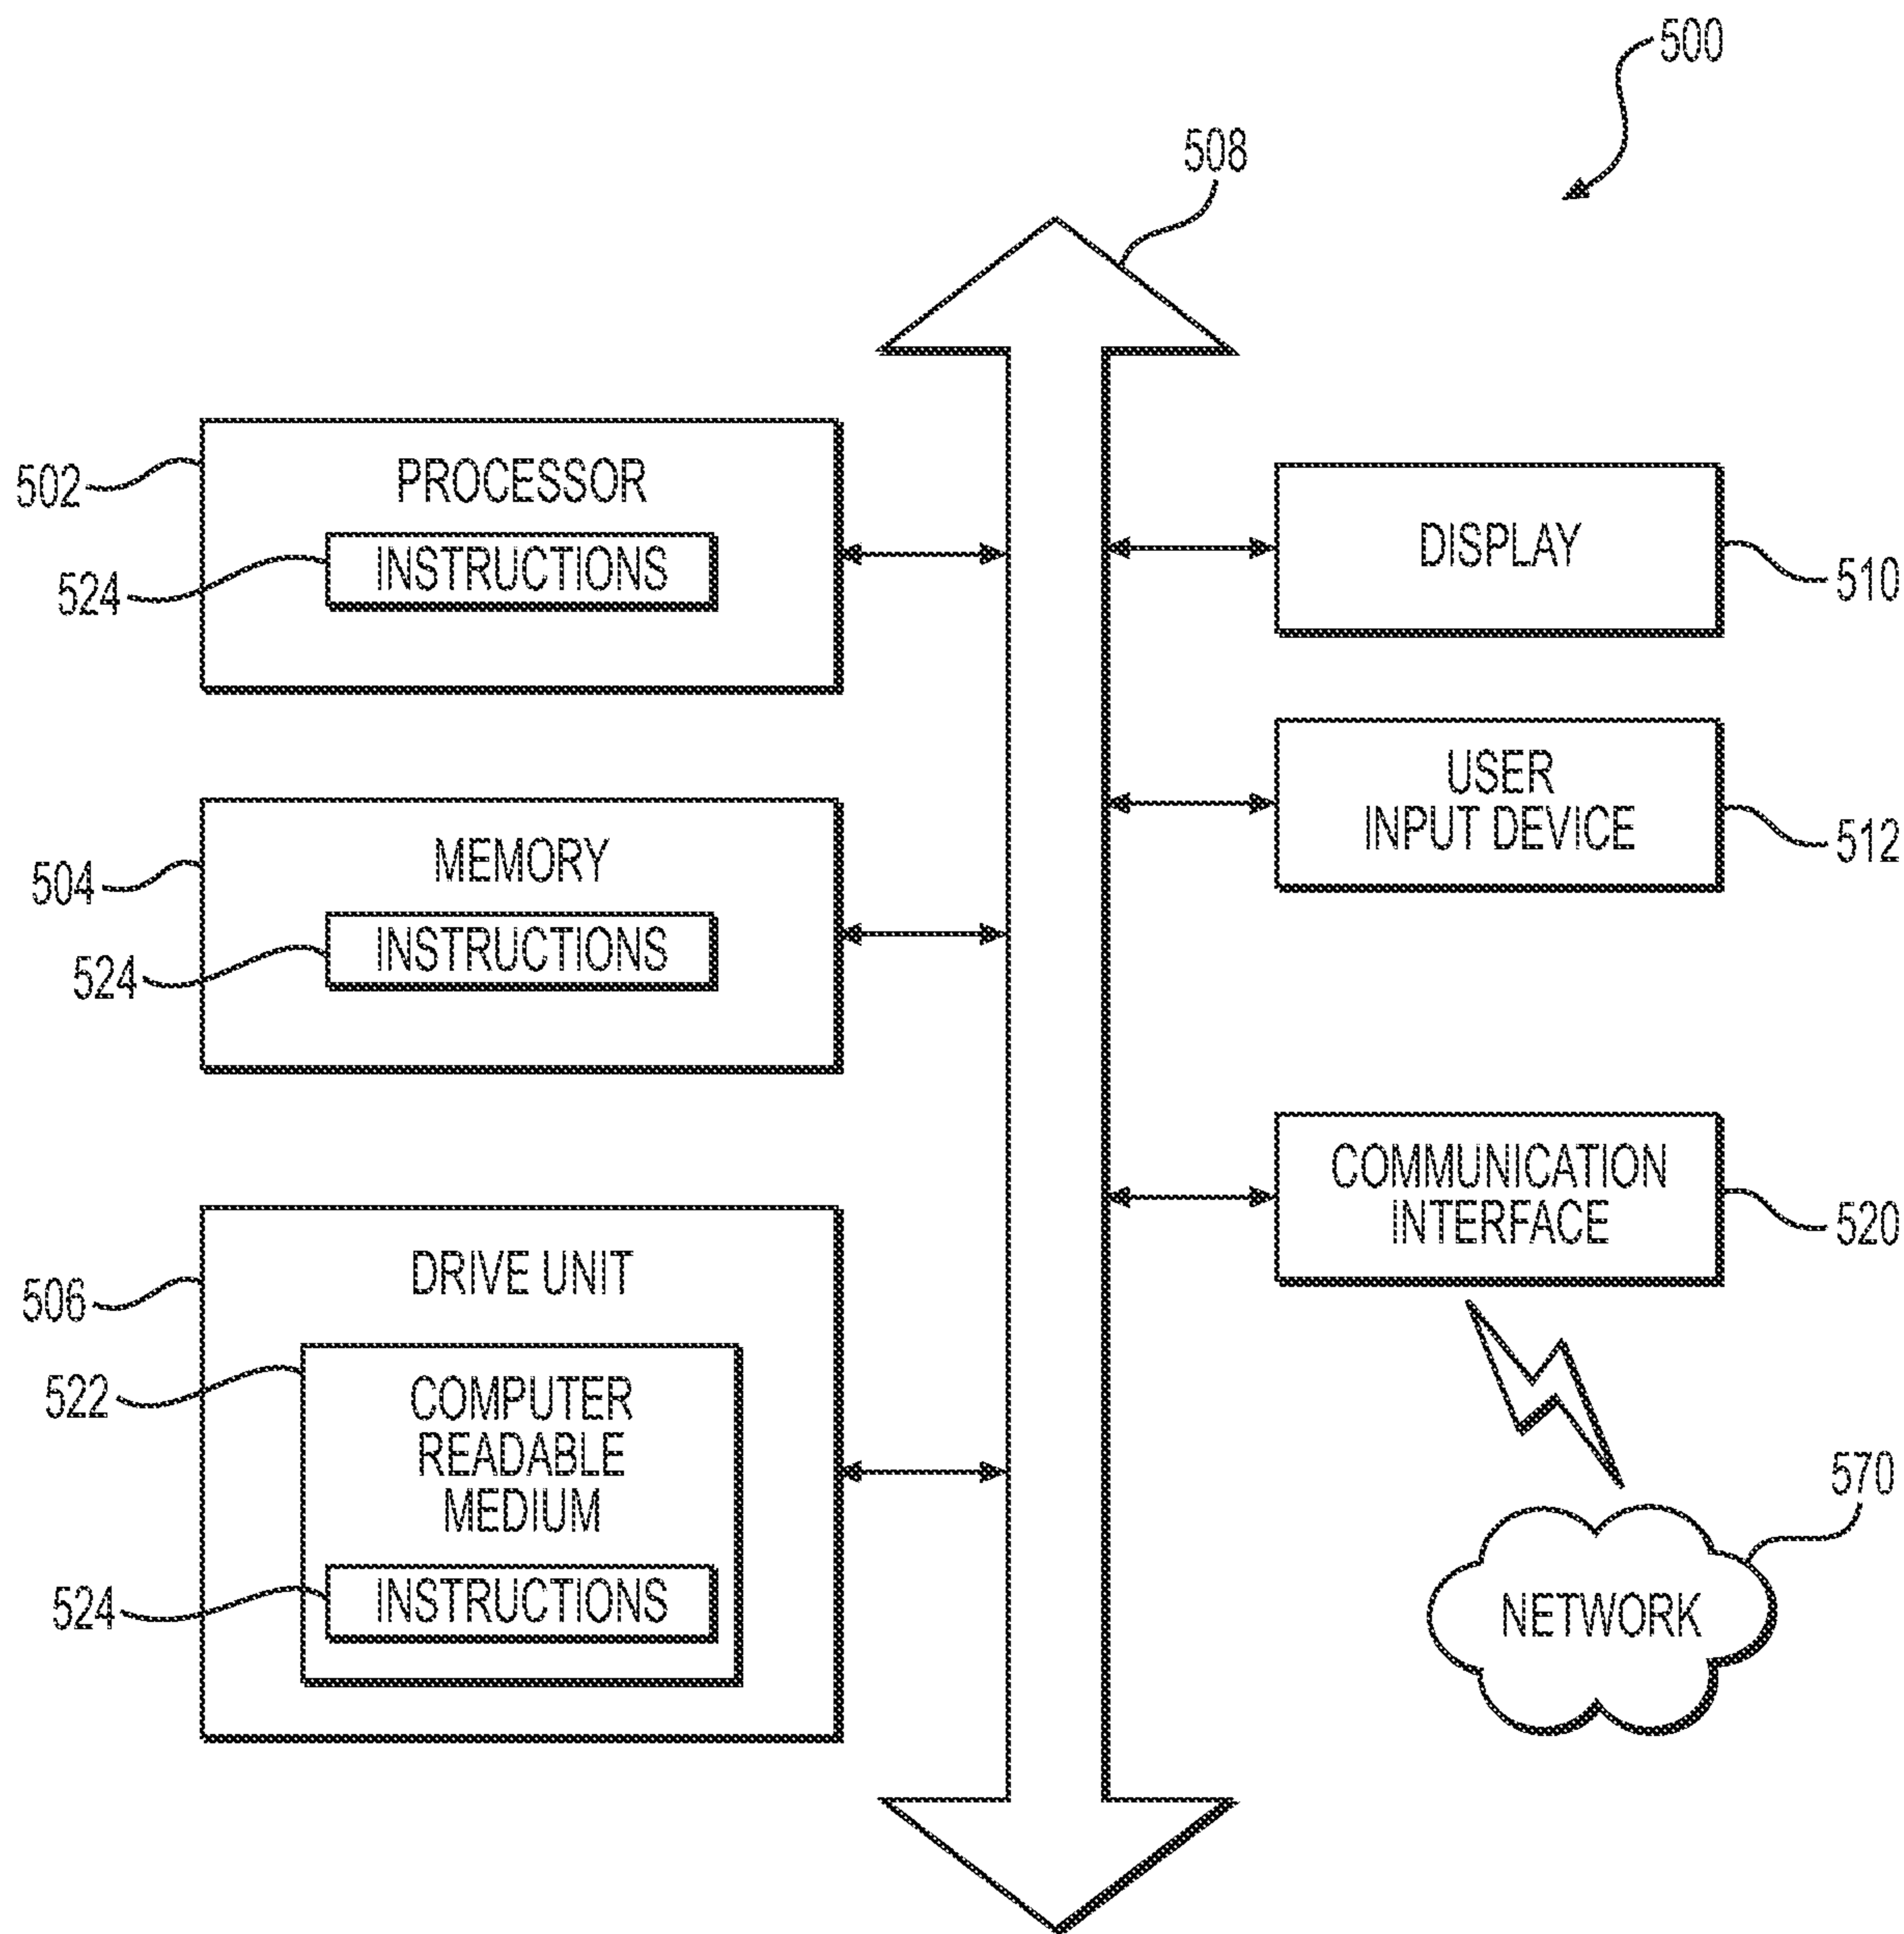 500
508
502
PROCESSOR
524
INSTRUCTIONS
DISPLAY
510
USER
INPUT DEVICE
512
504
MEMORY
524
INSTRUCTIONS
COMMUNICATION
INTERFACE
520
506
DRIVE UNIT
522
COMPUTER
READABLE
MEDIUM
524
INSTRUCTIONS
570
NETWORK